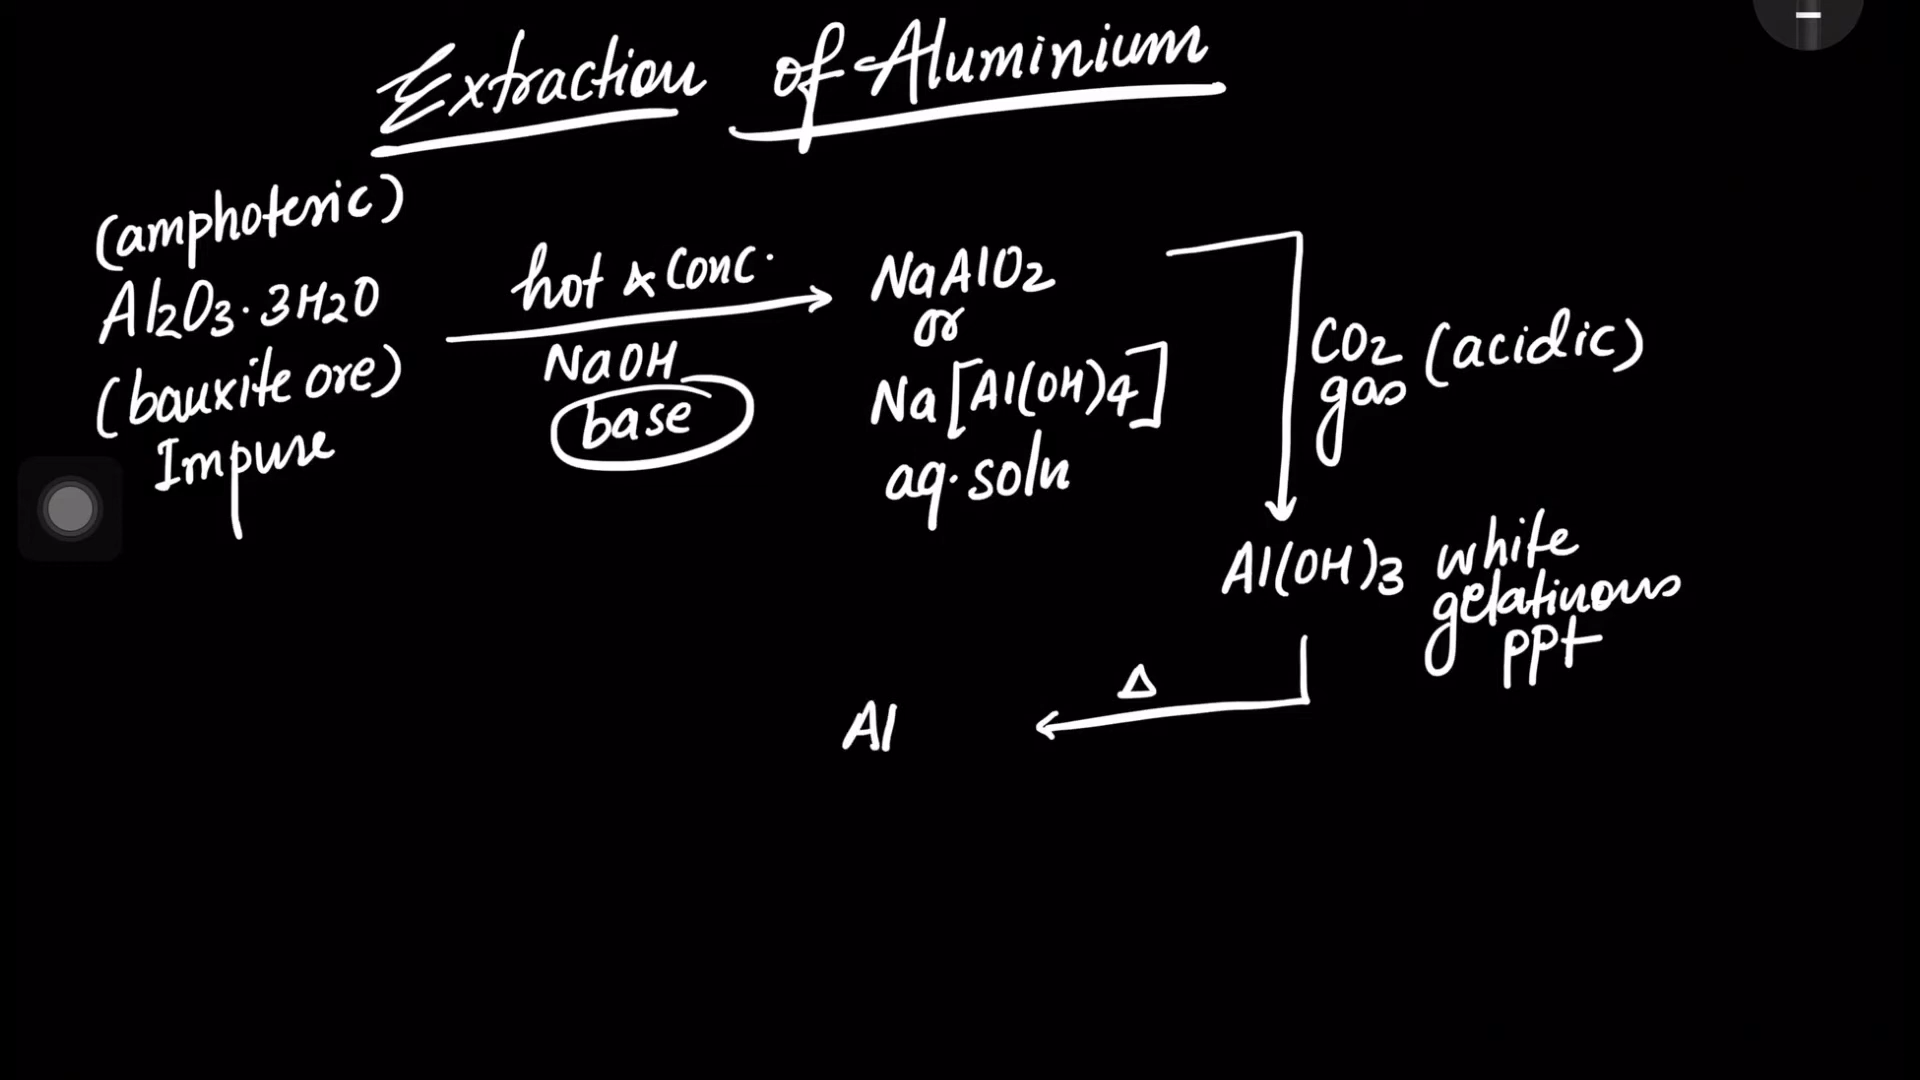 Extraction of Aluminium
(amphoteric)
Al2O3.3H2O
(bauxite ore)
Impure
hot & Conc.
NaOH
base
NaAlO2
or
Na[Al(OH)4]
aq. soln
CO2 (acidic)
gas
Al(OH)3 white
gelatinous
ppt
Δ
Al